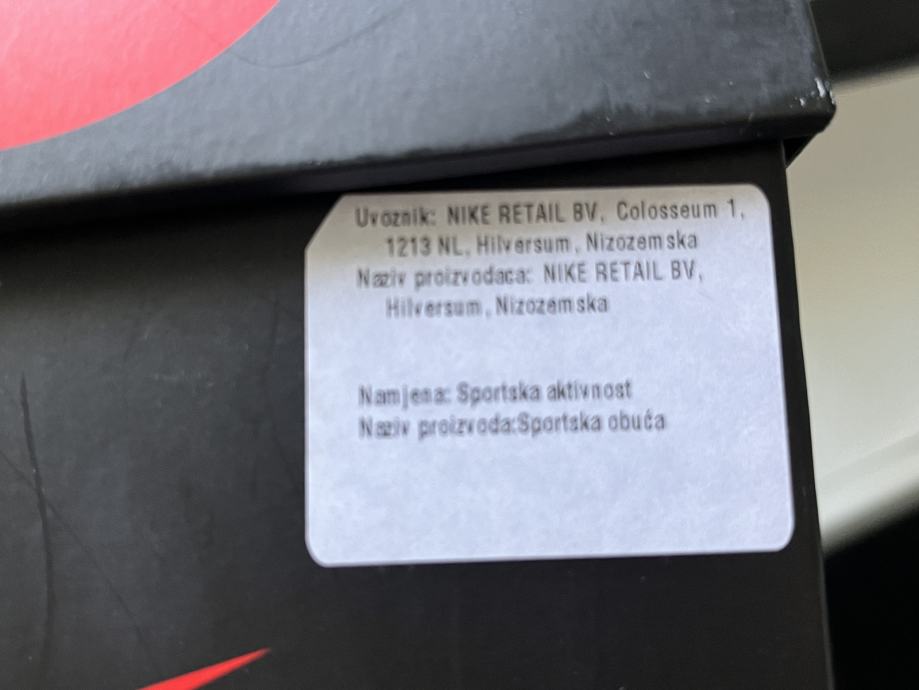 Uvoznik: NIKE RETAIL BV, Colosseum 1,
1213 NL, Hilversum, Nizozemska
Naziv proizvodaca: NIKE RETAIL BV,
Hilversum, Nizozemska
Namjena: Sportska aktivnost
Naziv proizvoda:Sportska obuća